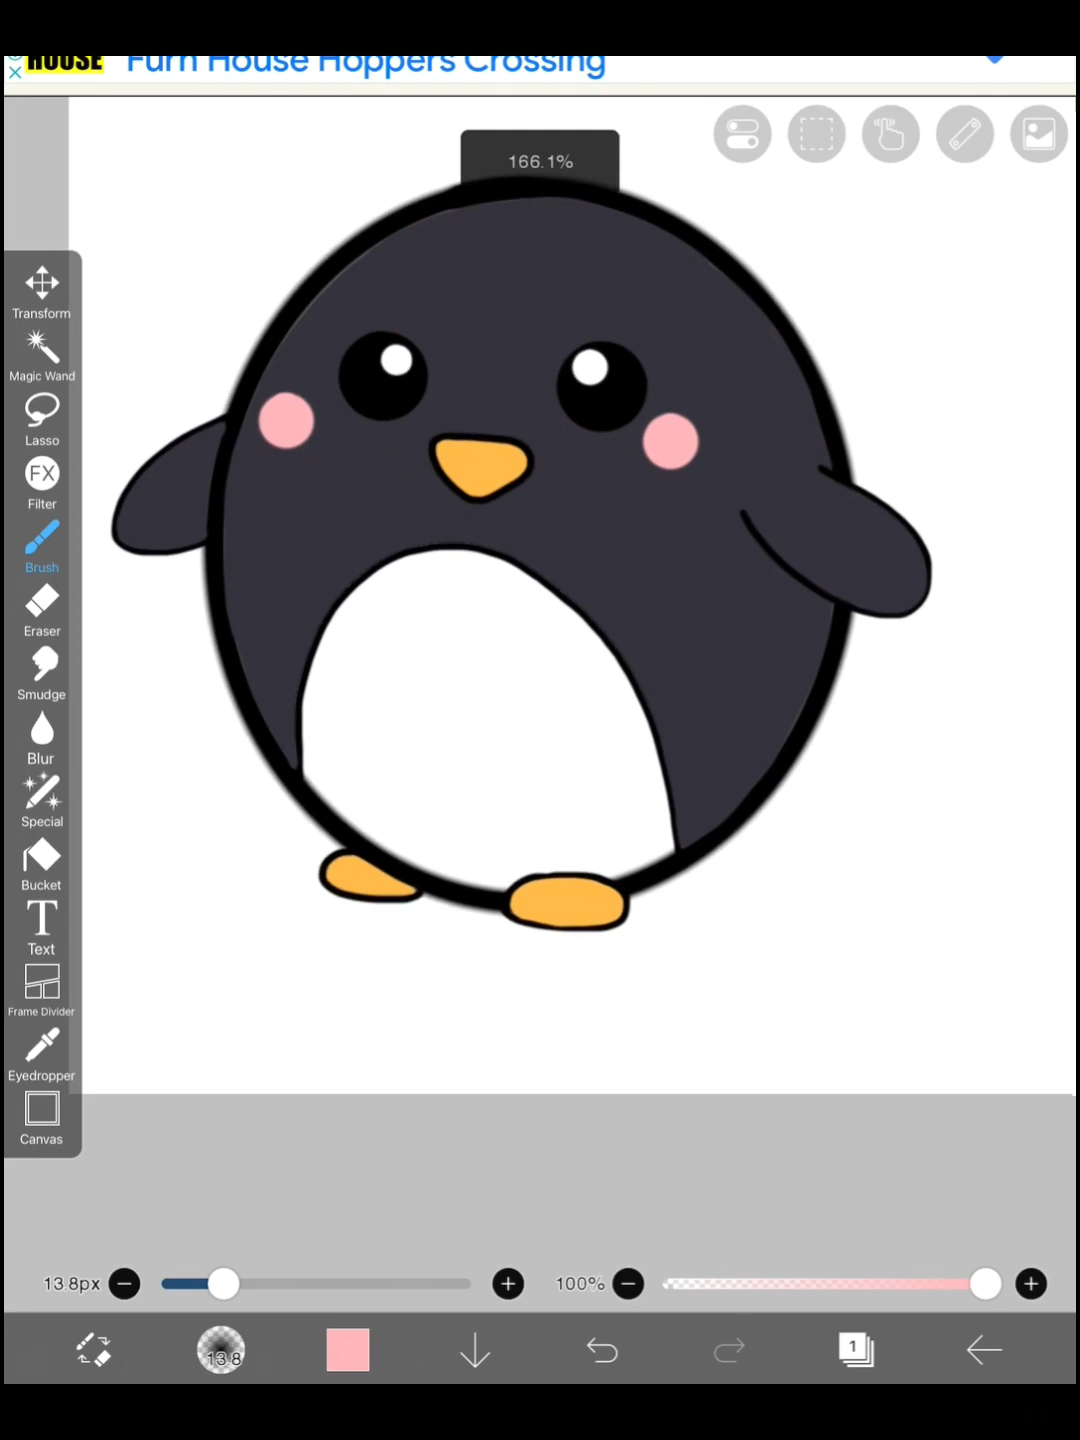 HOUSE
Furn House Hoppers Crossing
166.1%
Transform
Magic Wand
Lasso
FX
Filter
Brush
Eraser
Smudge
Blur
Special
Bucket
T
Text
Frame Divider
Eyedropper
Canvas
13.8px
100%
13.8
1